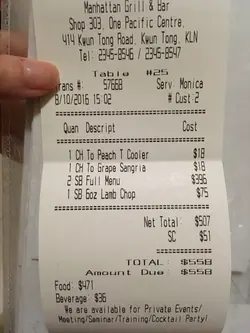 Manhattan Grill & Bar
Shop 303, One Pacific Centre,
414 Kwun Tong Road, Kwun Tong, KLN
Tel: 2345-8546 / 2345-8547
Table #25
Trans #: 57668 Serv Monica
8/10/2016 15:02 # Cust:2
Quan Descript Cost
1 CH To Peach T Cooler $18
1 CH To Grape Sangria $18
2 SB Full Menu $396
1 SB 6oz Lamb Chop $75
Net Total: $507
SC $51
TOTAL: $558
Amount Due: $558
Food: $471
Beverage: $36
We are available for Private Events/
Meeting/Seminar/Training/Cocktail Party!